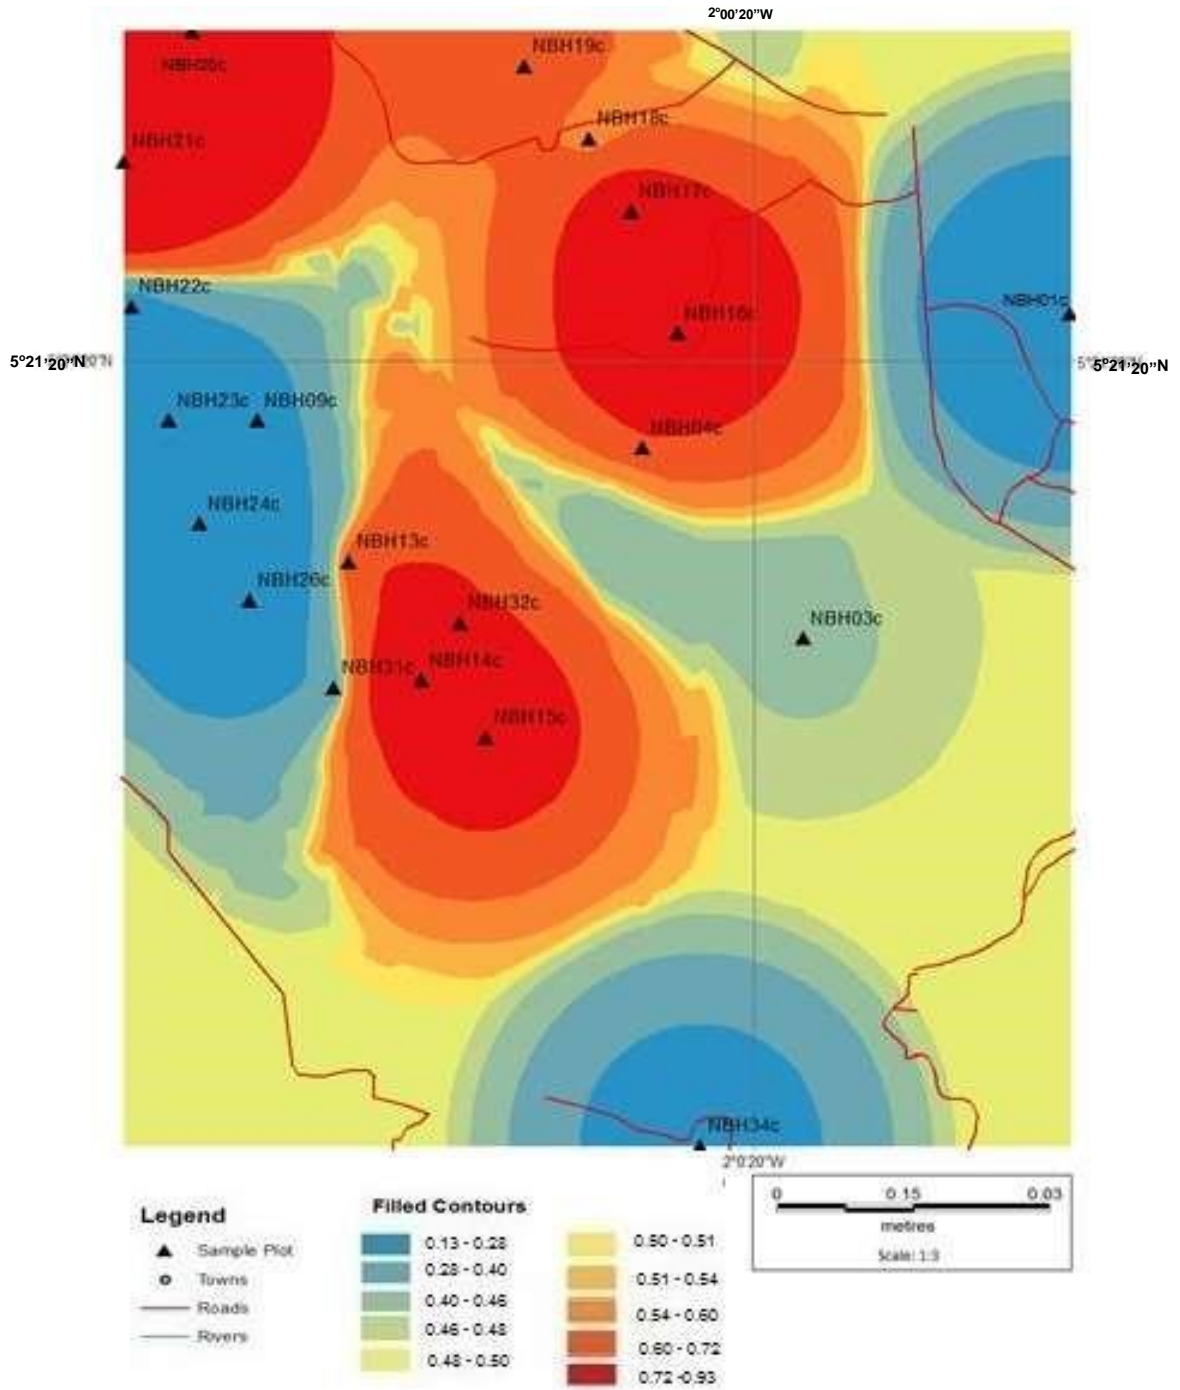 2°00'20"W
NBH19c
NBH20c
NBH18c
NBH21c
NBH17c
NBH22c
NBH01c
NBH16c
5°21'20"N
5°21'20"N
NBH23c NBH09c
NBH04c
NBH24c
NBH13c
NBH26c
NBH32c
NBH03c
NBH31c NBH14c
NBH15c
NBH34c
2°0'20"W
Legend
Sample Plot
Towns
Roads
Rivers
Filled Contours
0.13 - 0.28
0.28 - 0.40
0.40 - 0.46
0.46 - 0.48
0.48 - 0.50
0.50 - 0.51
0.51 - 0.54
0.54 - 0.60
0.60 - 0.72
0.72 -0.93
0 0.15 0.03
metres
Scale: 1:3